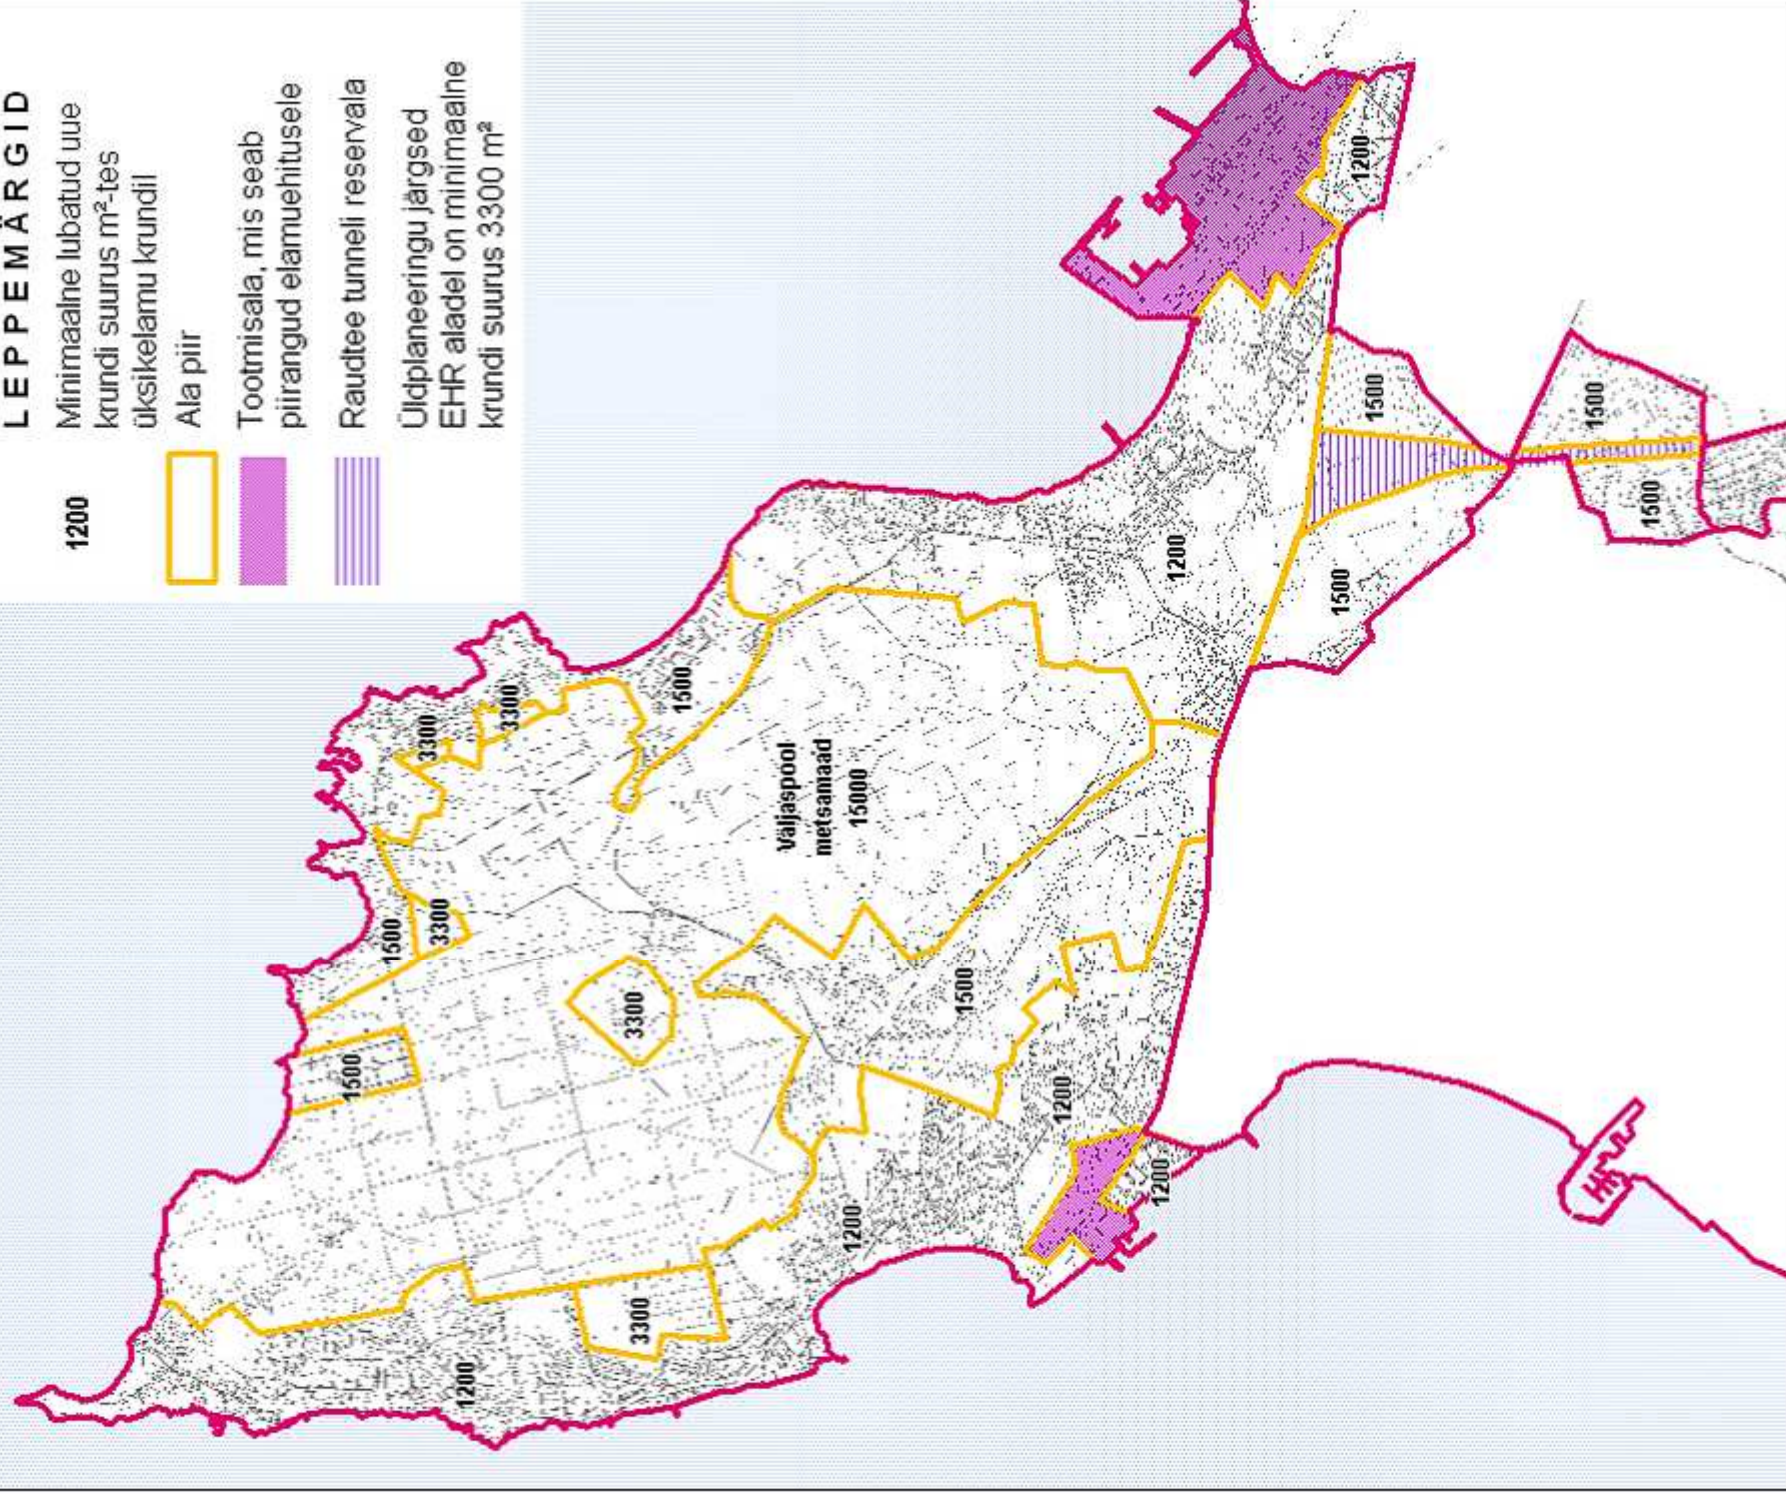 LEPPEMÄRGID
1200 Minimaalne lubatud uue
krundi suurus m²-tes
üksikelamu krundil
Ala piir
Tootmisala, mis seab
piirangud elamuehitusele
Raudtee tunneli reservala
Üldplaneeringu järgsed
EHR aladel on minimaalne
krundi suurus 3300 m²
1500
1500
3300
3300
1200
3300
3300
3300
1500
Väljaspool
metsamaad
15000
1200
1500
1200
1200
1200
1500
1200
1500
1500
1500